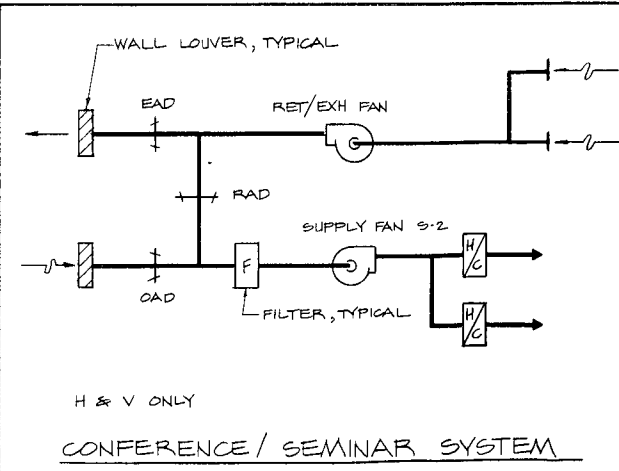 WALL LOUVER, TYPICAL
EAD
RET/EXH FAN
RAD
SUPPLY FAN S-2
H/C
F
OAD
FILTER, TYPICAL
H/C
H & V ONLY
CONFERENCE/ SEMINAR SYSTEM